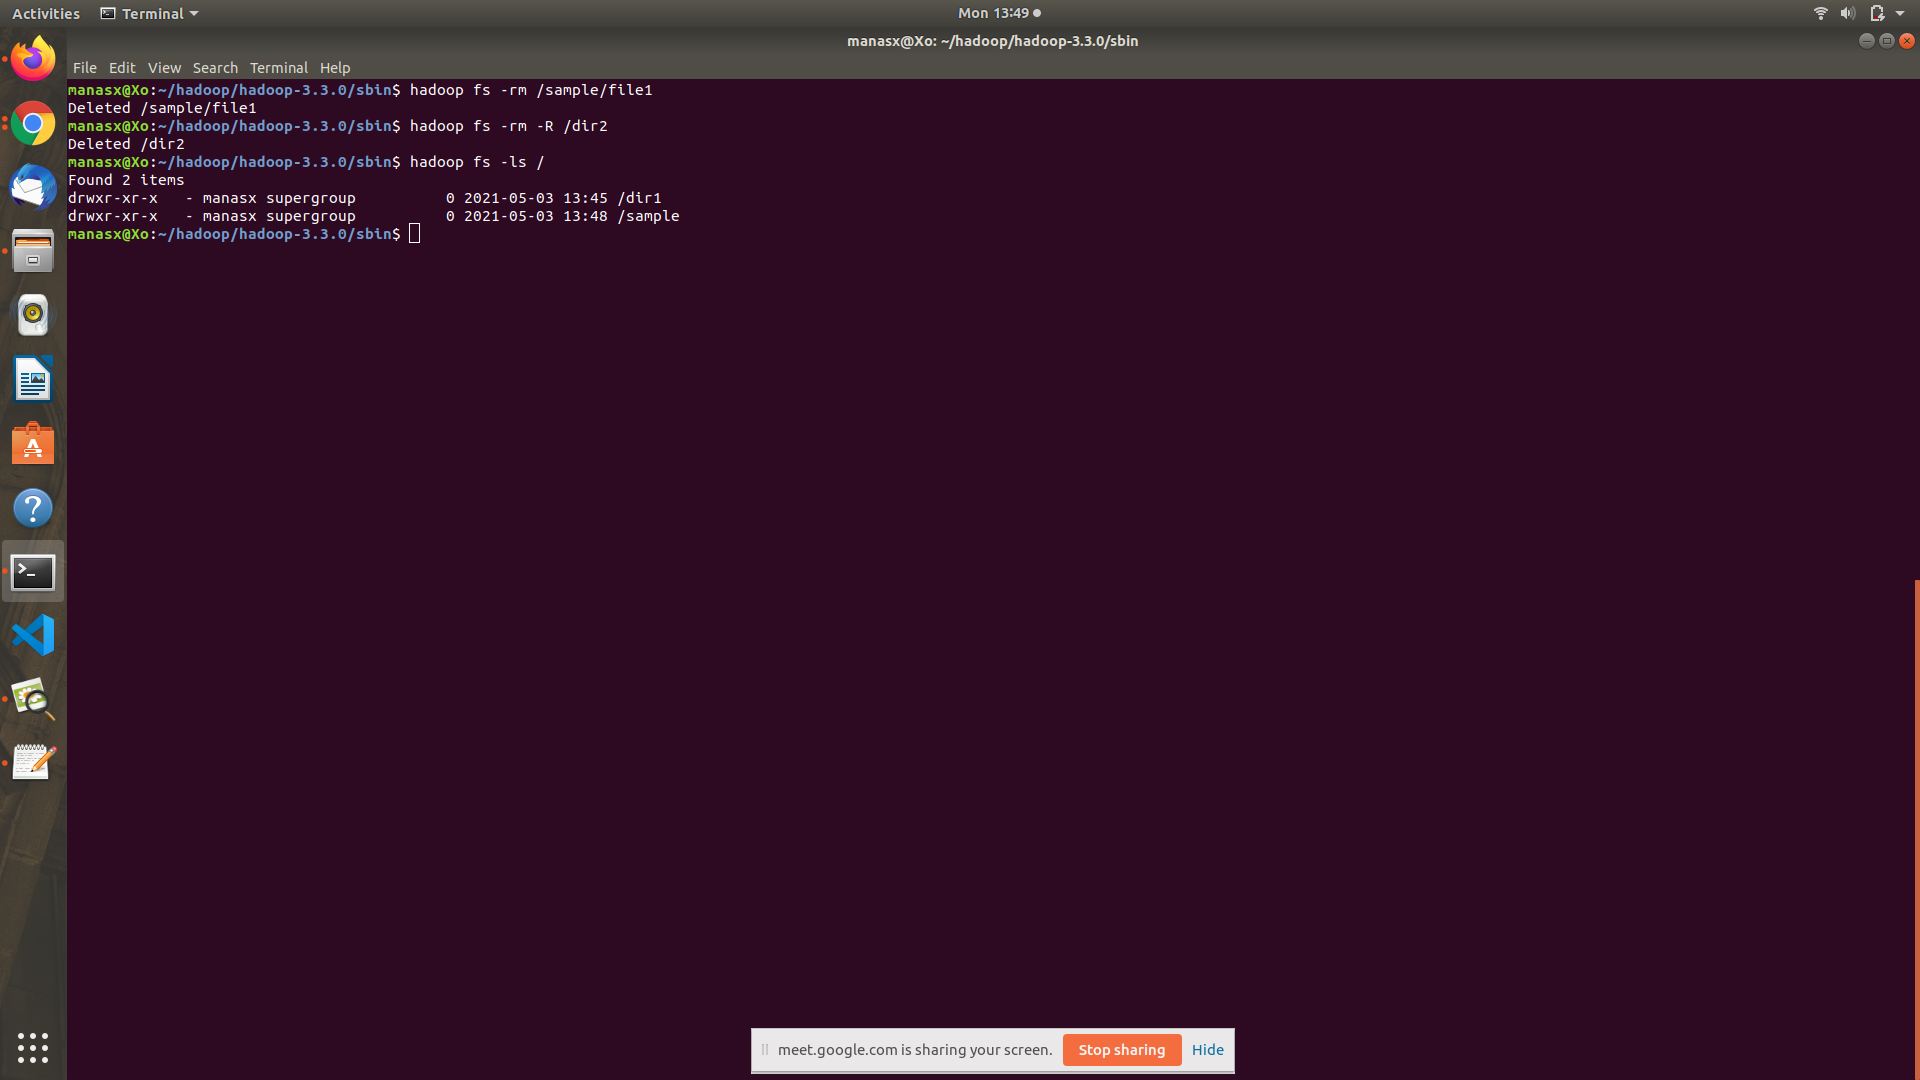 Activities Terminal Mon 13:49
manasx@Xo: ~/hadoop/hadoop-3.3.0/sbin
File Edit View Search Terminal Help
manasx@Xo:~/hadoop/hadoop-3.3.0/sbin$ hadoop fs -rm /sample/file1
Deleted /sample/file1
manasx@Xo:~/hadoop/hadoop-3.3.0/sbin$ hadoop fs -rm -R /dir2
Deleted /dir2
manasx@Xo:~/hadoop/hadoop-3.3.0/sbin$ hadoop fs -ls /
Found 2 items
drwxr-xr-x   - manasx supergroup          0 2021-05-03 13:45 /dir1
drwxr-xr-x   - manasx supergroup          0 2021-05-03 13:48 /sample
manasx@Xo:~/hadoop/hadoop-3.3.0/sbin$
meet.google.com is sharing your screen. Stop sharing Hide